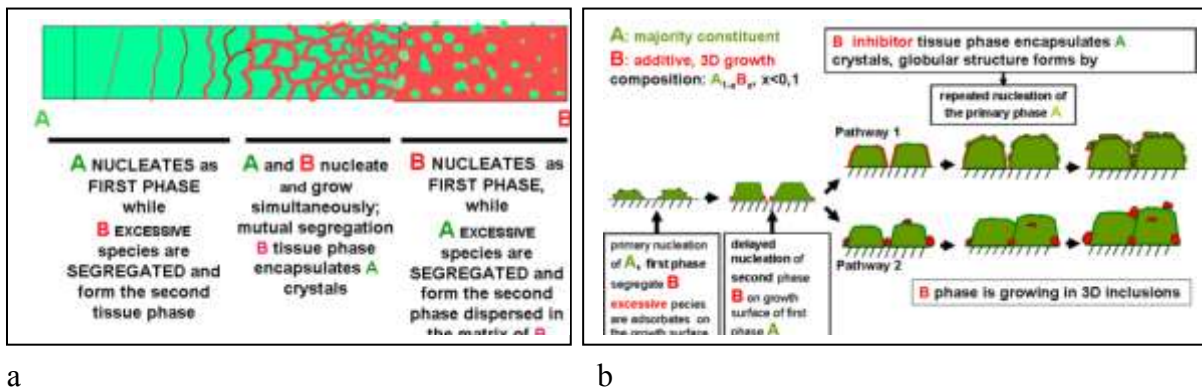 A
B
A NUCLEATES as
FIRST PHASE
while
B EXCESSIVE
species are
SEGREGATED and
form the second
tissue phase
A and B nucleate
and grow
simultaneously;
mutual segregation
B tissue phase
encapsulates A
crystals
B NUCLEATES as
FIRST PHASE,
while
A EXCESSIVE
species are
SEGREGATED and
form the second
phase dispersed in
the matrix of B
a
A: majority constituent
B: additive, 3D growth
composition: A1-xBx, x<0,1
B inhibitor tissue phase encapsulates A
crystals, globular structure forms by
repeated nucleation of
the primary phase A
Pathway 1
Pathway 2
primary nucleation
of A, first phase
segregate B
excessive pecies
are adsorbates on
the growth surface
delayed
nucleation of
second phase
B on growth
surface of first
phase A
B phase is growing in 3D inclusions
b